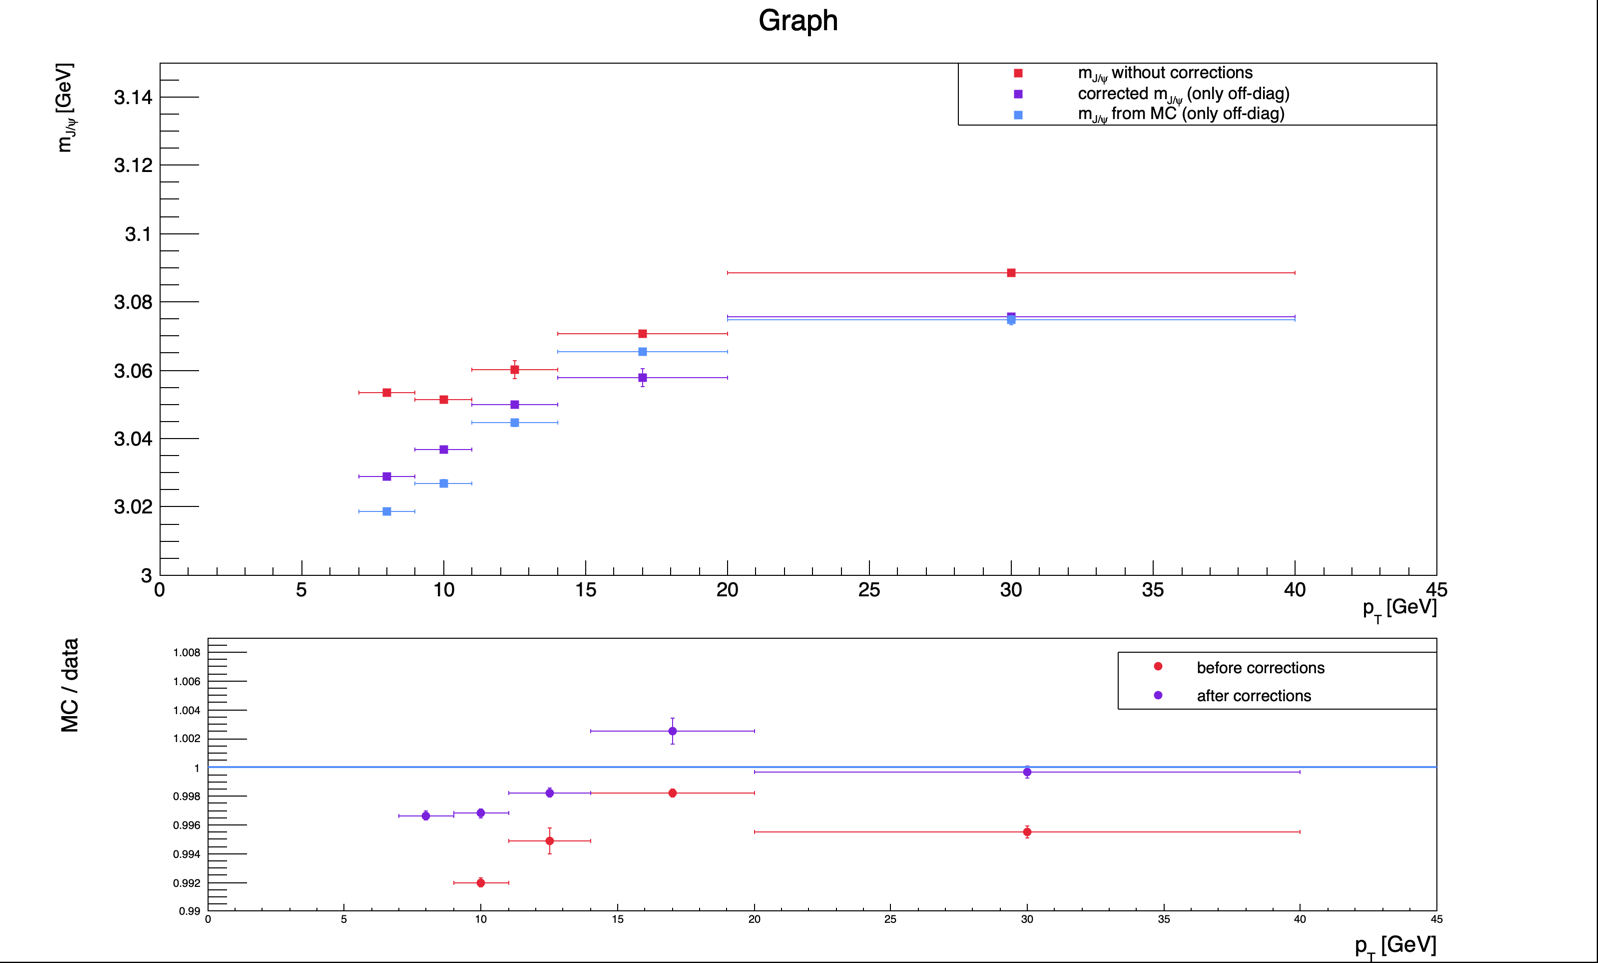 Graph
m_J/ψ [GeV]
m_J/ψ without corrections
corrected m_J/ψ (only off-diag)
m_J/ψ from MC (only off-diag)
3.14
3.12
3.1
3.08
3.06
3.04
3.02
3
0 5 10 15 20 25 30 35 40 45
p_T [GeV]
MC / data
before corrections
after corrections
1.008
1.006
1.004
1.002
1
0.998
0.996
0.994
0.992
0.99
0 5 10 15 20 25 30 35 40 45
p_T [GeV]